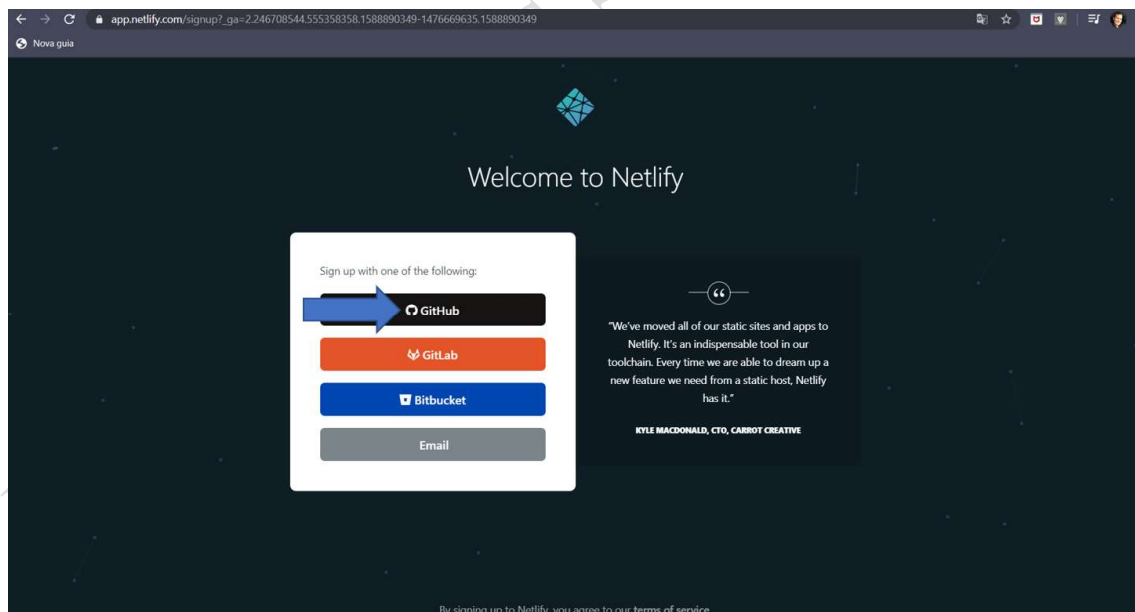 app.netlify.com/signup?_ga=2.246708544.555358358.1588890349-1476669635.1588890349
Nova guia
Welcome to Netlify
Sign up with one of the following:
GitHub
GitLab
Bitbucket
Email
“We’ve moved all of our static sites and apps to
Netlify. It’s an indispensable tool in our
toolchain. Every time we are able to dream up a
new feature we need from a static host, Netlify
has it.”
KYLE MACDONALD, CTO, CARROT CREATIVE
By signing up to Netlify, you agree to our terms of service